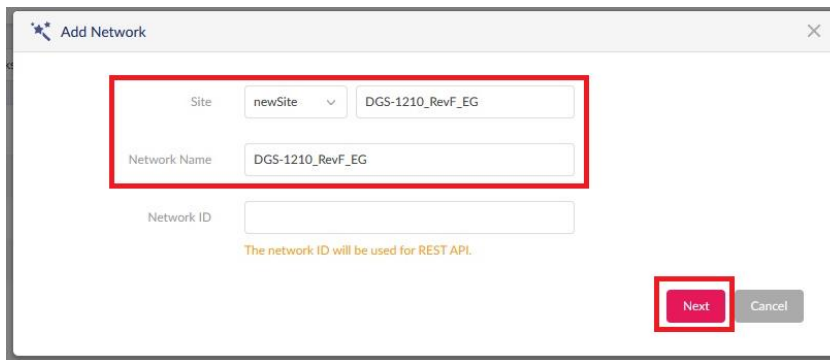 Add Network
Site newSite DGS-1210_RevF_EG
Network Name DGS-1210_RevF_EG
Network ID
The network ID will be used for REST API.
Next Cancel